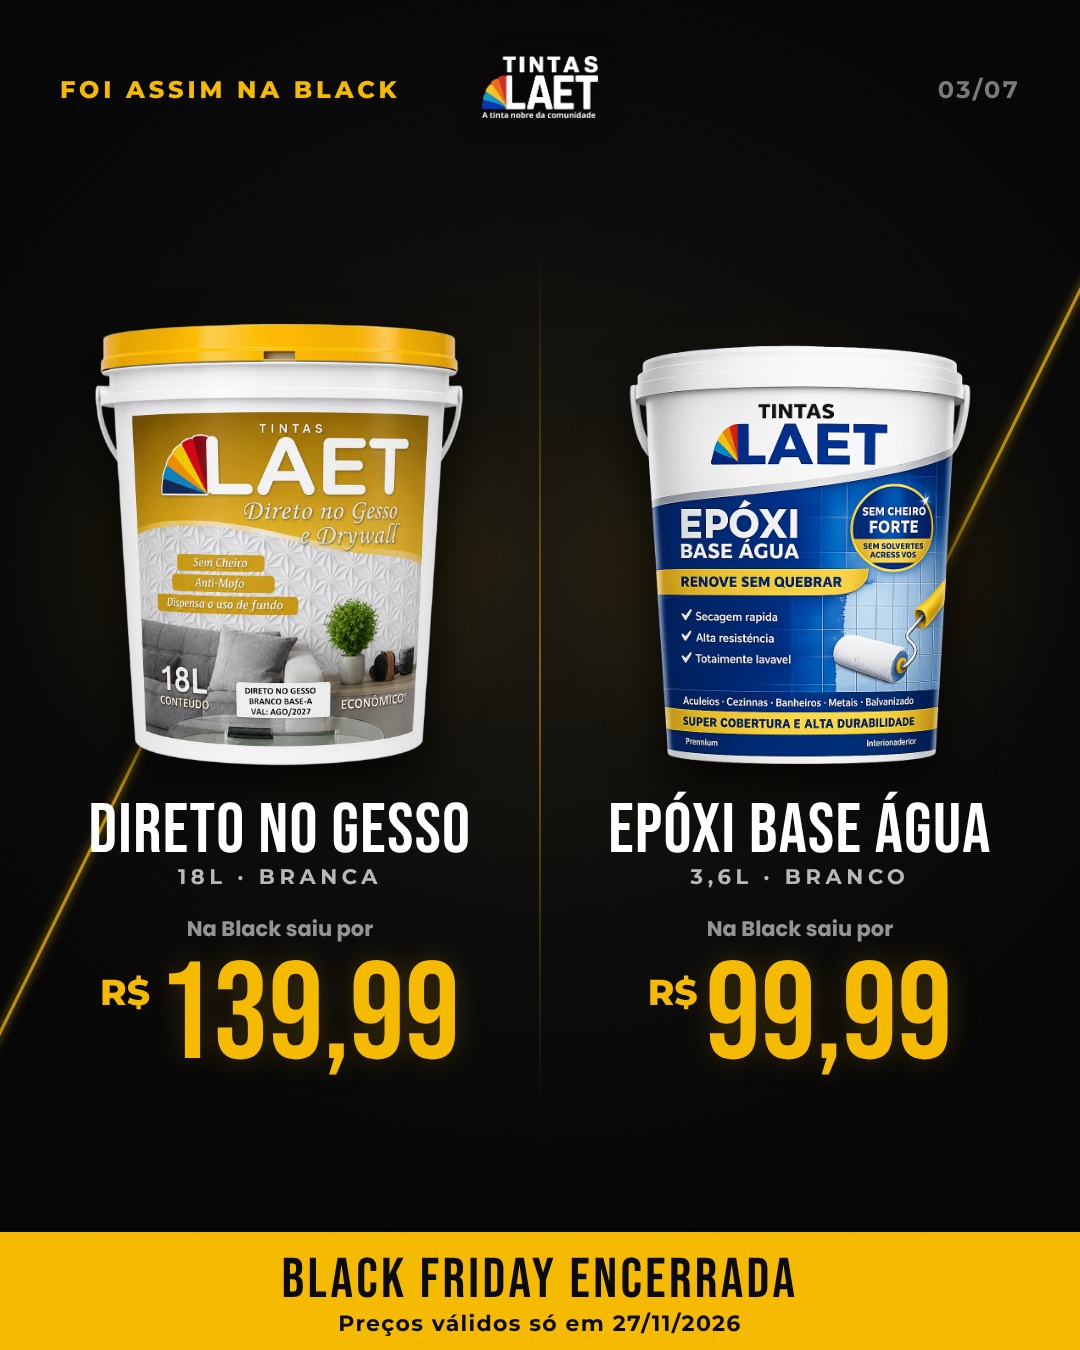 FOI ASSIM NA BLACK
TINTAS
LAET
A tinta nobre da comunidade
03/07
TINTAS
LAET
Direto no Gesso
e Drywall
Sem Cheiro
Anti-Mofo
Dispensa o uso de fundo
18L
CONTEÚDO
DIRETO NO GESSO
BRANCO BASE-A
VAL: AGO/2027
ECONÔMICO
TINTAS
LAET
EPÓXI
BASE ÁGUA
SEM CHEIRO
FORTE
SEM SOLVERTES
ACRESS VOS
RENOVE SEM QUEBRAR
Secagem rapida
Alta resisténcia
Totaimente lavavel
Aculeios · Cezinnas · Banheiros · Metais · Balvanizado
SUPER COBERTURA E ALTA DURABILIDADE
Premnium
Interionaderior
DIRETO NO GESSO
18L · BRANCA
Na Black saiu por
R$ 139,99
EPÓXI BASE ÁGUA
3,6L · BRANCO
Na Black saiu por
R$ 99,99
BLACK FRIDAY ENCERRADA
Preços válidos só em 27/11/2026